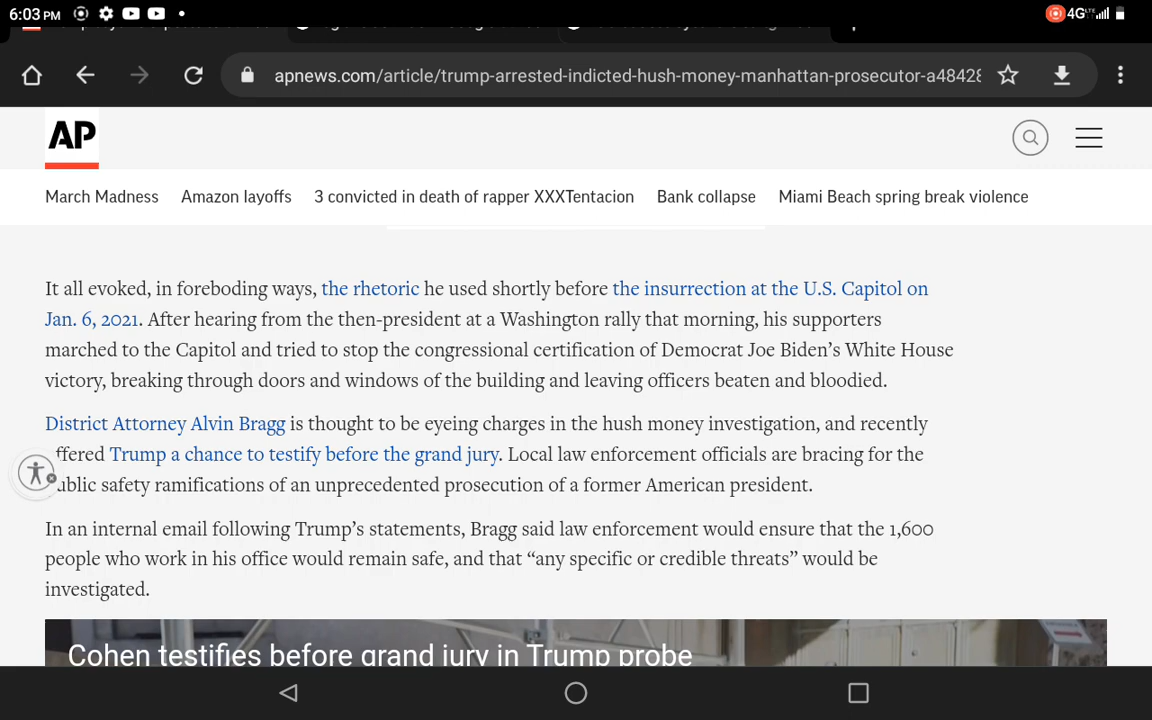 6:03 PM
4G LTE
apnews.com/article/trump-arrested-indicted-hush-money-manhattan-prosecutor-a48428
AP
March Madness Amazon layoffs 3 convicted in death of rapper XXXTentacion Bank collapse Miami Beach spring break violence
It all evoked, in foreboding ways, the rhetoric he used shortly before the insurrection at the U.S. Capitol on
Jan. 6, 2021. After hearing from the then-president at a Washington rally that morning, his supporters
marched to the Capitol and tried to stop the congressional certification of Democrat Joe Biden’s White House
victory, breaking through doors and windows of the building and leaving officers beaten and bloodied.
District Attorney Alvin Bragg is thought to be eyeing charges in the hush money investigation, and recently
offered Trump a chance to testify before the grand jury. Local law enforcement officials are bracing for the
public safety ramifications of an unprecedented prosecution of a former American president.
In an internal email following Trump’s statements, Bragg said law enforcement would ensure that the 1,600
people who work in his office would remain safe, and that “any specific or credible threats” would be
investigated.
Cohen testifies before grand jury in Trump probe